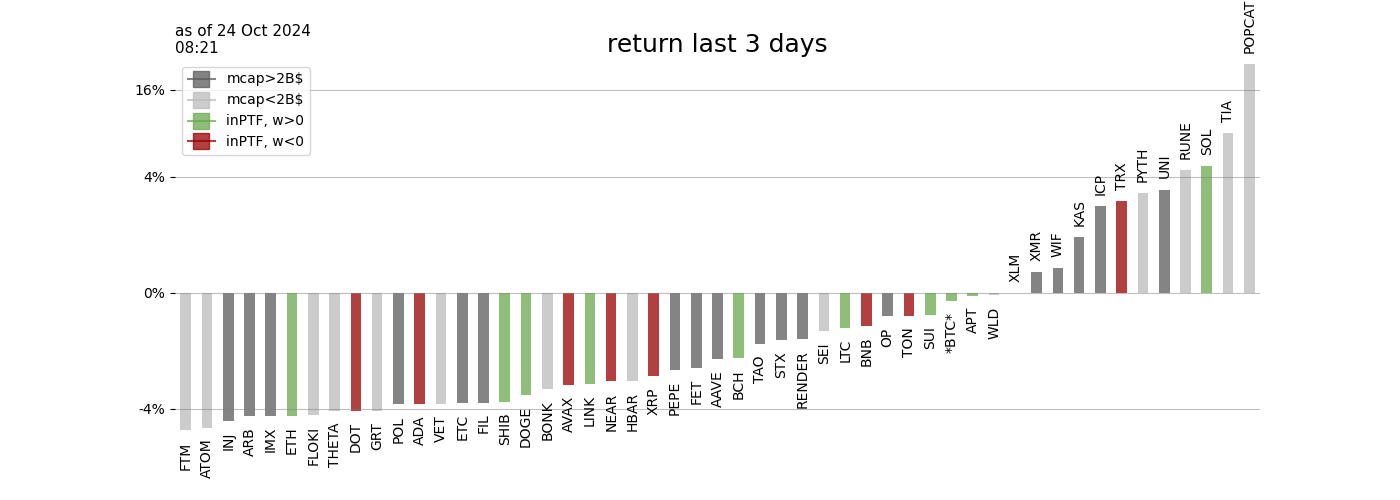 as of 24 Oct 2024
08:21
return last 3 days
mcap>2B$
mcap<2B$
inPTF, w>0
inPTF, w<0
16%
4%
0%
-4%
FTM
ATOM
INJ
ARB
IMX
ETH
FLOKI
THETA
DOT
GRT
POL
ADA
VET
ETC
FIL
SHIB
DOGE
BONK
AVAX
LINK
NEAR
HBAR
XRP
PEPE
FET
AAVE
BCH
TAO
STX
RENDER
SEI
LTC
BNB
OP
TON
SUI
*BTC*
APT
WLD
XLM
XMR
WIF
KAS
ICP
TRX
PYTH
UNI
RUNE
SOL
TIA
POPCAT